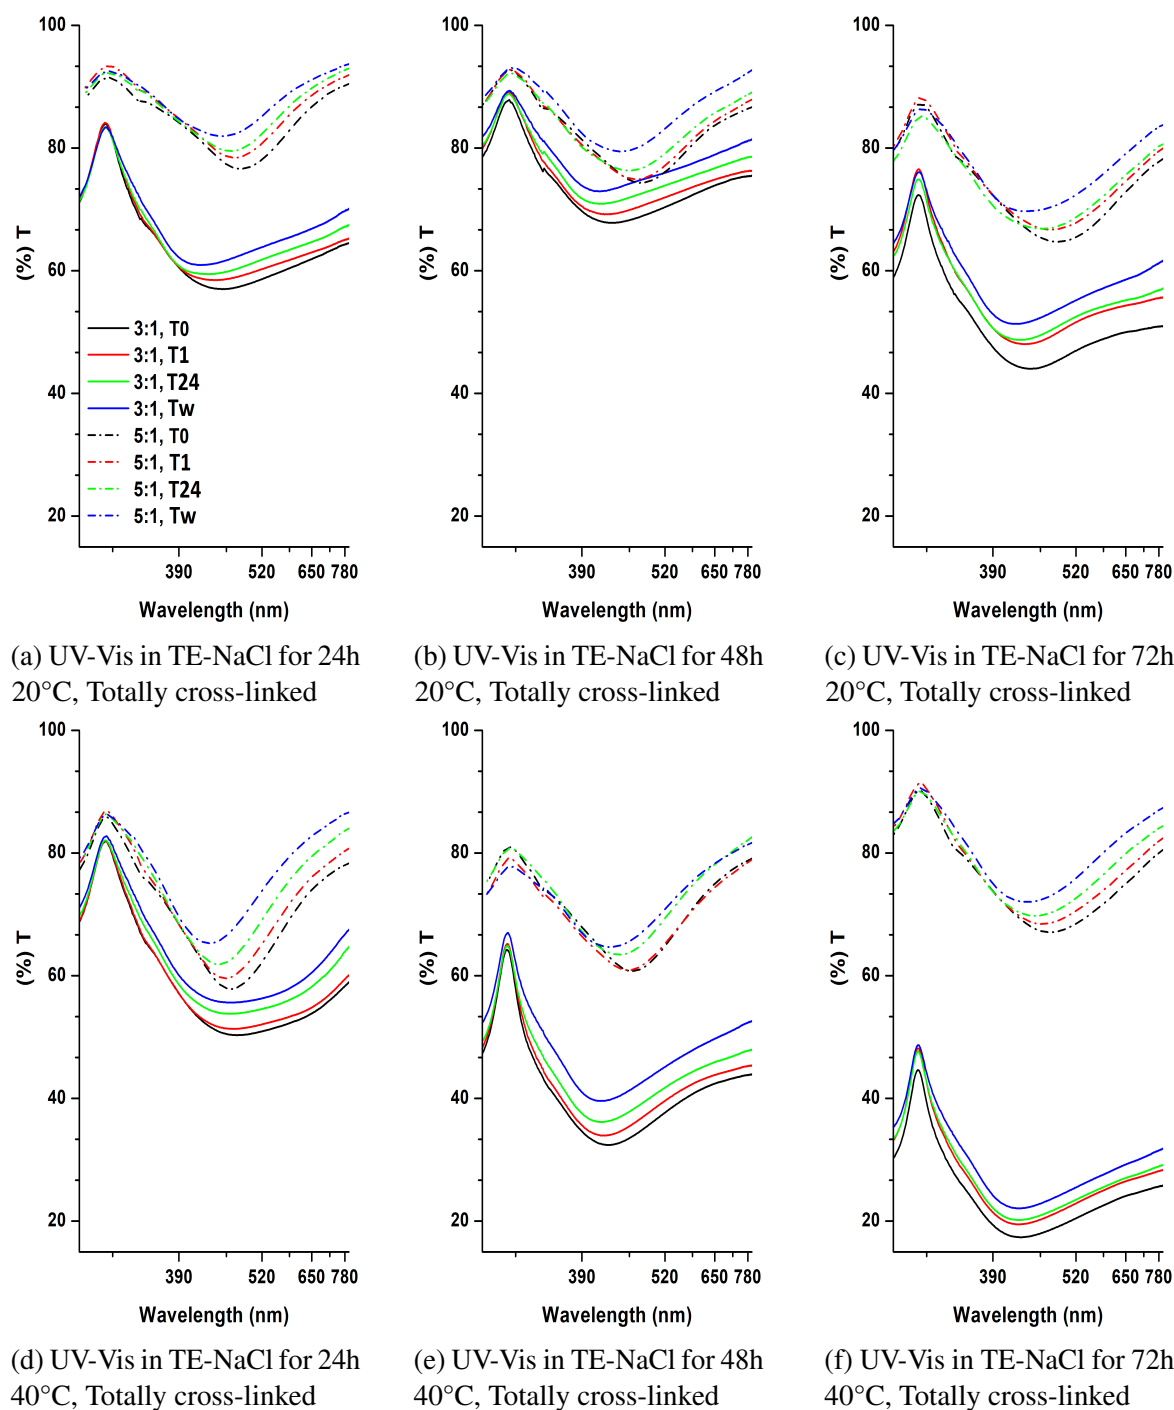 100
80
60
40
20
(%) T
3:1, T0
3:1, T1
3:1, T24
3:1, Tw
5:1, T0
5:1, T1
5:1, T24
5:1, Tw
390 520 650 780
Wavelength (nm)
(a) UV-Vis in TE-NaCl for 24h
20°C, Totally cross-linked
100
80
60
40
20
(%) T
390 520 650 780
Wavelength (nm)
(b) UV-Vis in TE-NaCl for 48h
20°C, Totally cross-linked
100
80
60
40
20
(%) T
390 520 650 780
Wavelength (nm)
(c) UV-Vis in TE-NaCl for 72h
20°C, Totally cross-linked
100
80
60
40
20
(%) T
390 520 650 780
Wavelength (nm)
(d) UV-Vis in TE-NaCl for 24h
40°C, Totally cross-linked
100
80
60
40
20
(%) T
390 520 650 780
Wavelength (nm)
(e) UV-Vis in TE-NaCl for 48h
40°C, Totally cross-linked
100
80
60
40
20
(%) T
390 520 650 780
Wavelength (nm)
(f) UV-Vis in TE-NaCl for 72h
40°C, Totally cross-linked